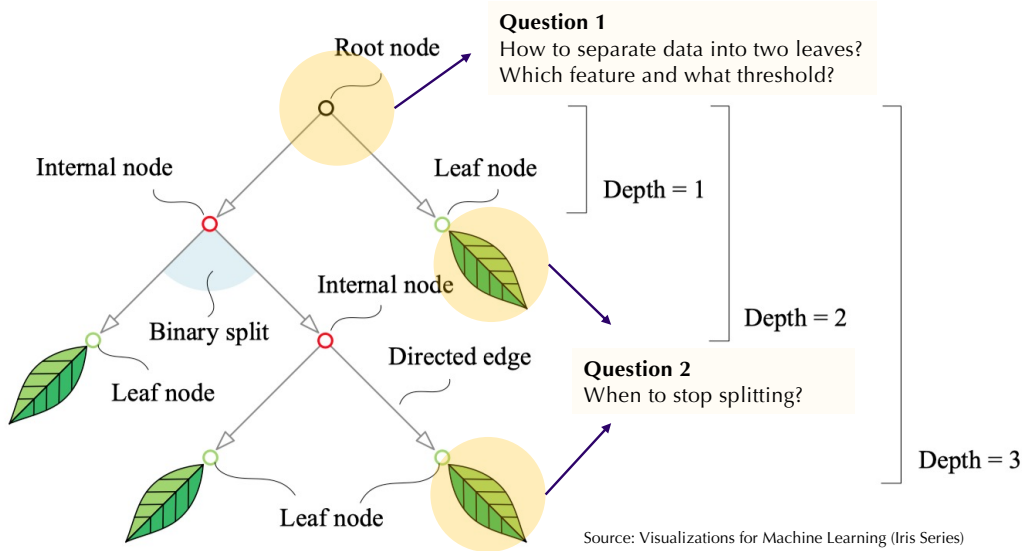 Question 1
How to separate data into two leaves?
Which feature and what threshold?
Root node
Internal node
Leaf node
Depth = 1
Internal node
Binary split
Depth = 2
Directed edge
Leaf node
Question 2
When to stop splitting?
Depth = 3
Leaf node
Source: Visualizations for Machine Learning (Iris Series)